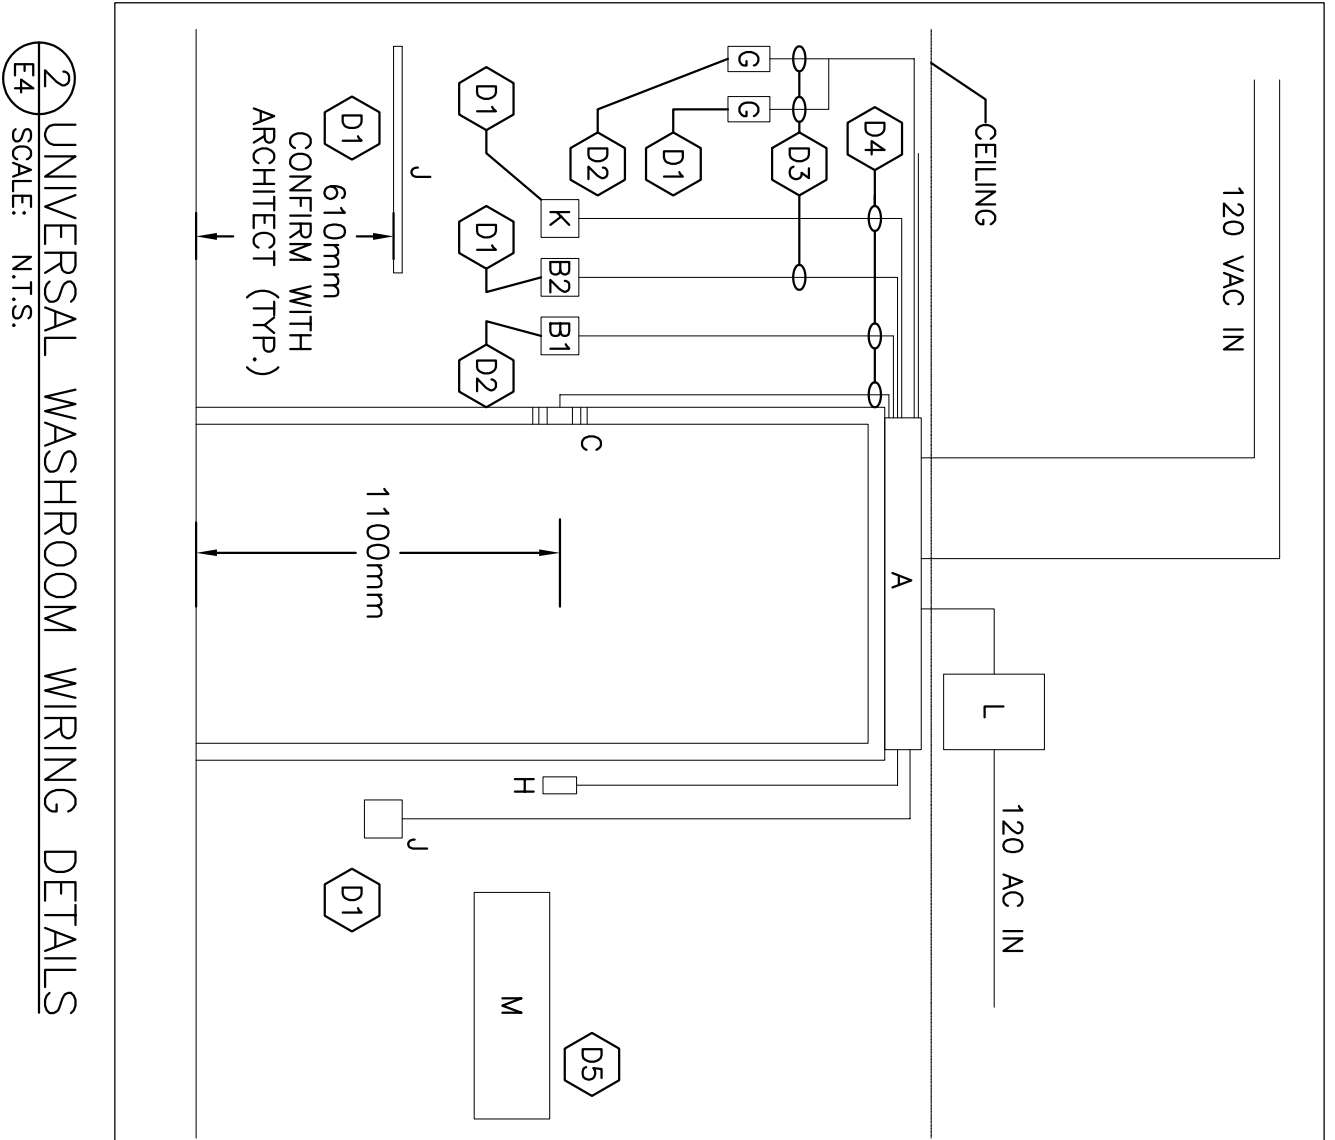 120 VAC IN
120 AC IN
CEILING
L
A
G
G
D4
D3
D1
D2
D1
K
B2
B1
D1
D2
C
H
J
J
D1
610mm
CONFIRM WITH
ARCHITECT (TYP.)
1100mm
D1
M
D5
2
E4
UNIVERSAL WASHROOM WIRING DETAILS
SCALE: N.T.S.